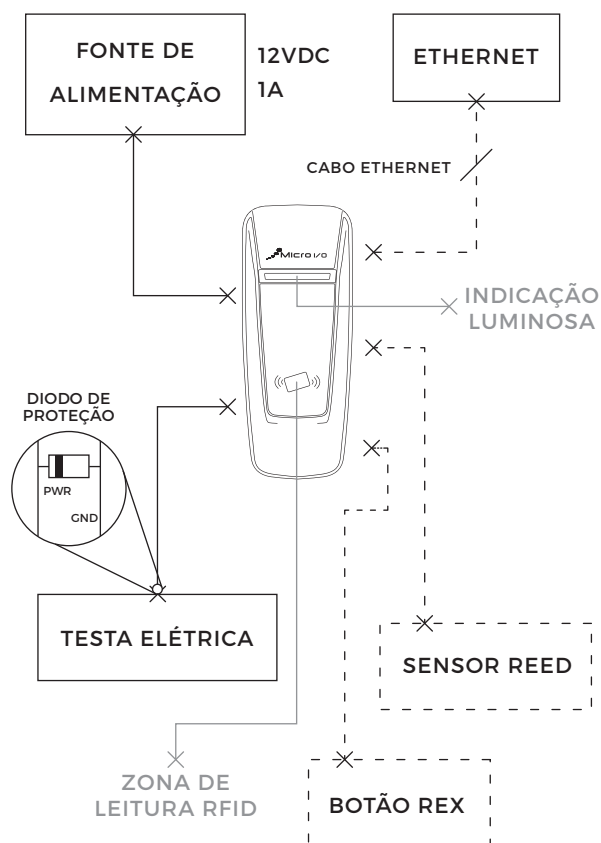 FONTE DE
ALIMENTAÇÃO
12VDC
1A
ETHERNET
CABO ETHERNET
Micro I/O
INDICAÇÃO
LUMINOSA
DIODO DE
PROTEÇÃO
PWR
GND
TESTA ELÉTRICA
SENSOR REED
ZONA DE
LEITURA RFID
BOTÃO REX